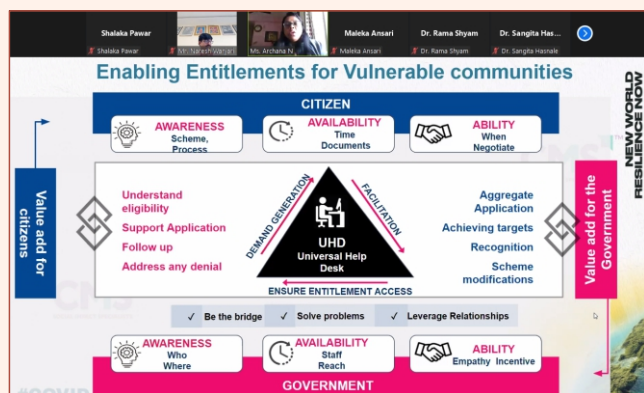 Shalaka Pawar
Maleka Ansari
Dr. Rama Shyam
Dr. Sangita Has...
Shalaka Pawar
Ms. Archana N
Maleka Ansari
Dr. Rama Shyam
Dr. Sangita Hasnale
Enabling Entitlements for Vulnerable communities
NEW WORLD
RESILIENCE NOW
CITIZEN
AWARENESS
Scheme,
Process
AVAILABILITY
Time
Documents
ABILITY
When
Negotiate
Value add for
citizens
Understand
eligibility
Support Application
Follow up
Address any denial
DEMAND GENERATION
FACILITATION
UHD
Universal Help
Desk
ENSURE ENTITLEMENT ACCESS
Aggregate
Application
Achieving targets
Recognition
Scheme
modifications
Value add for the
Government
✓ Be the bridge
✓ Solve problems
✓ Leverage Relationships
AWARENESS
Who
Where
AVAILABILITY
Staff
Reach
ABILITY
Empathy Incentive
GOVERNMENT
CMS